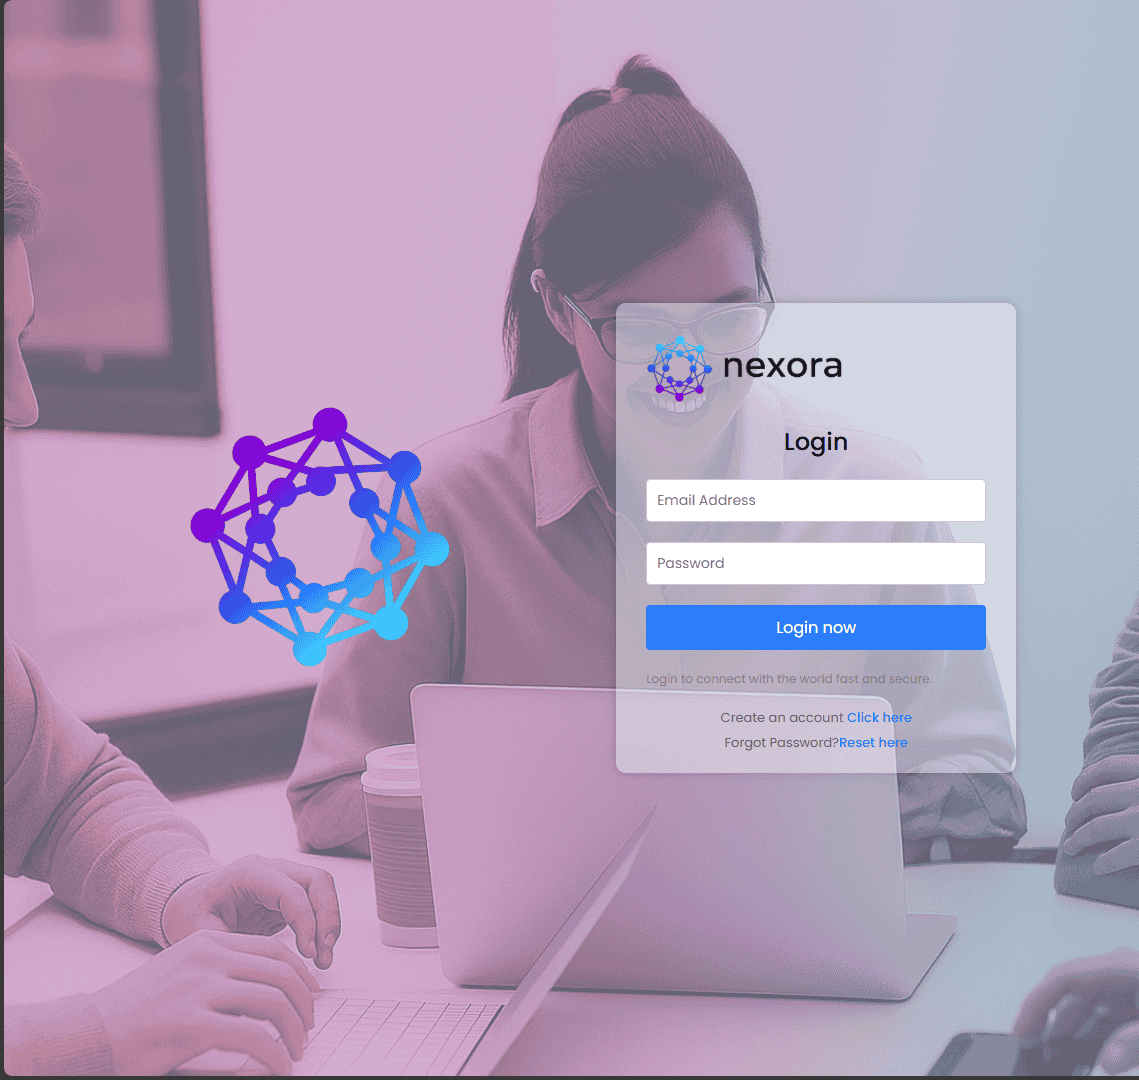 nexora
Login
Email Address
Password
Login now
Login to connect with the world fast and secure.
Create an account Click here
Forgot Password?Reset here